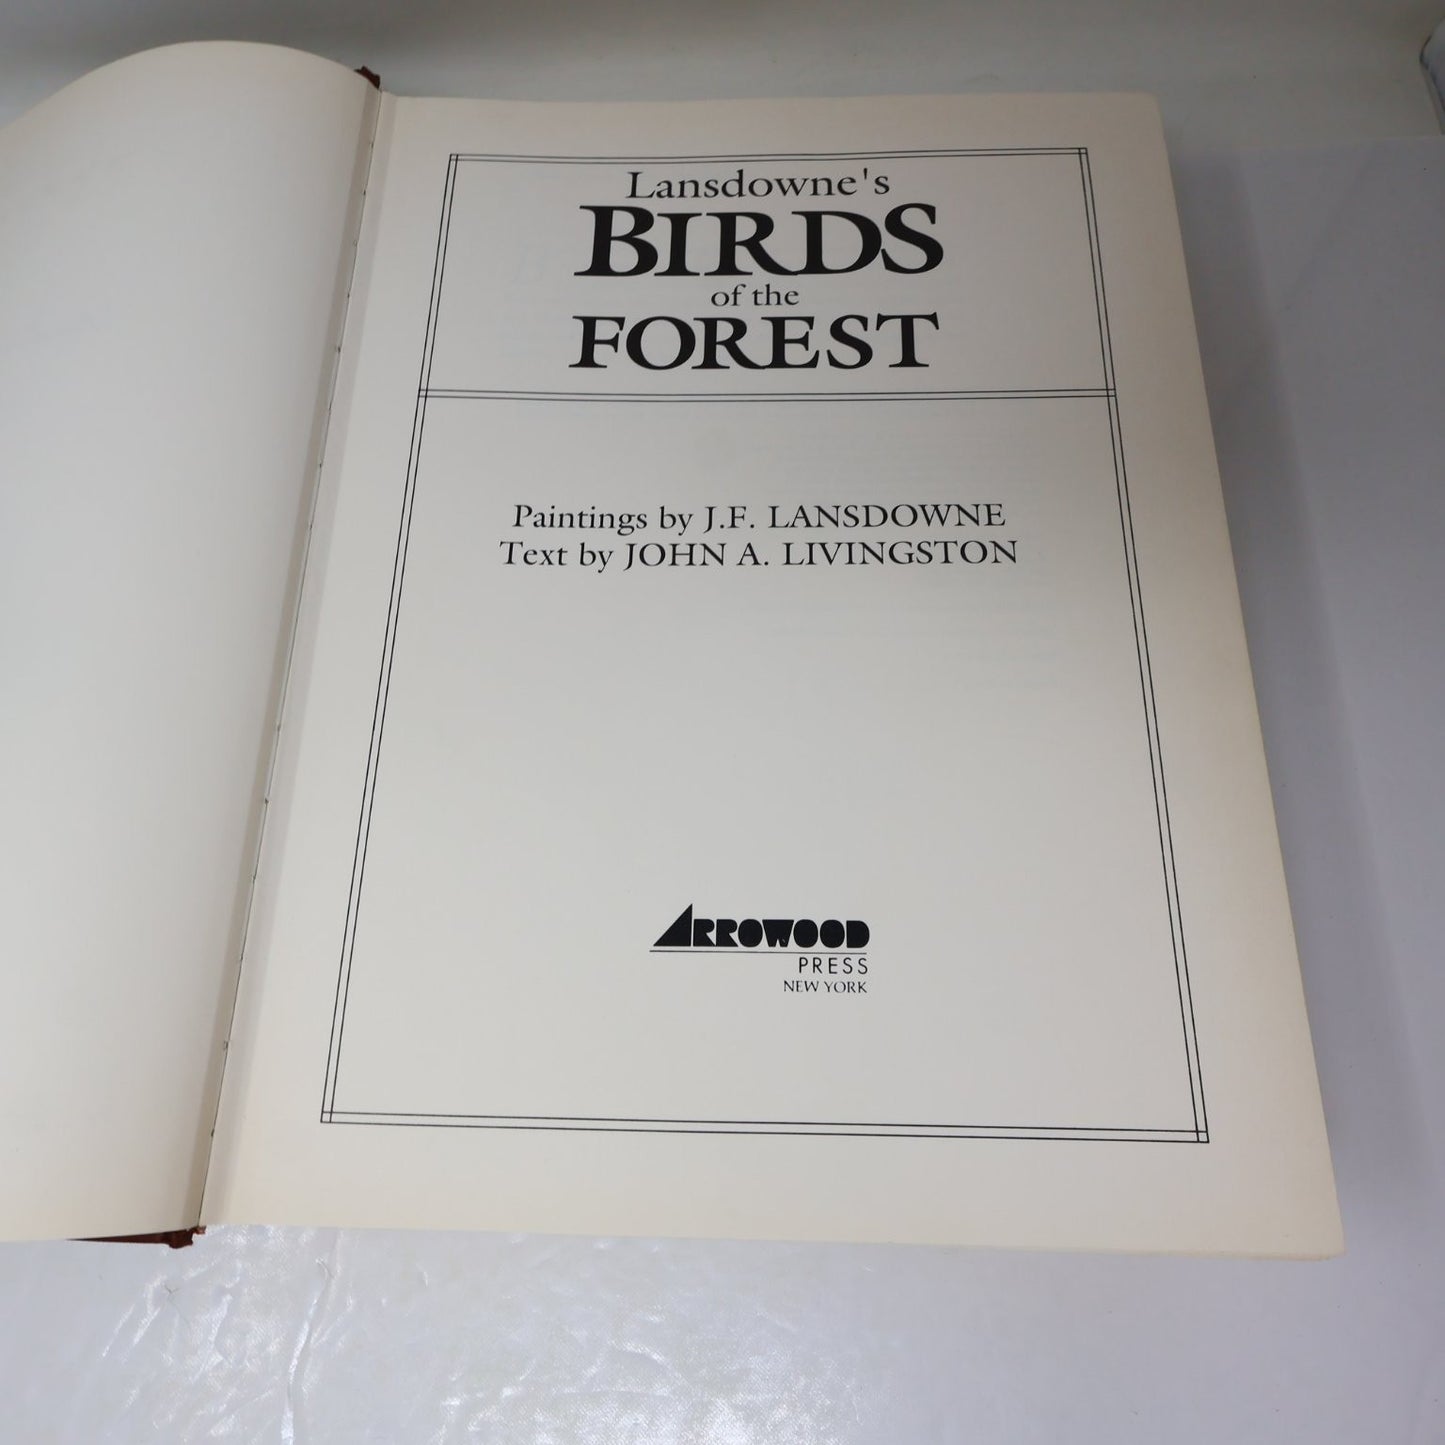 Lansdowne's
BIRDS
of the
FOREST
Paintings by J.F. LANSDOWNE
Text by JOHN A. LIVINGSTON
ARROWOOD
PRESS
NEW YORK